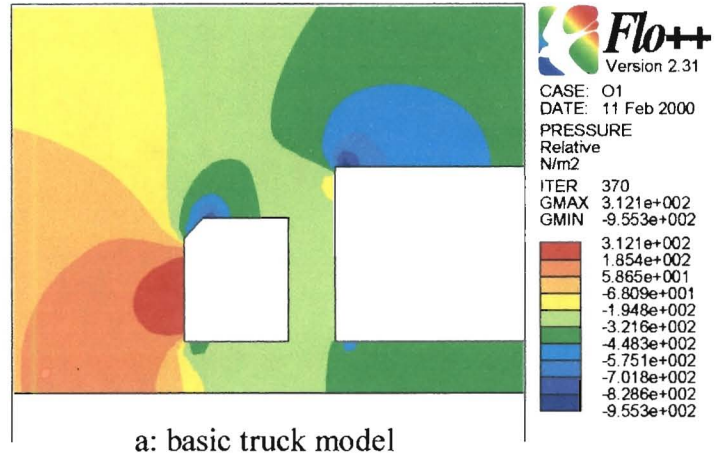 Flo++
Version 2.31
CASE: O1
DATE: 11 Feb 2000
PRESSURE
Relative
N/m2
ITER 370
GMAX 3.121e+002
GMIN -9.553e+002
3.121e+002
1.854e+002
5.865e+001
-6.809e+001
-1.948e+002
-3.216e+002
-4.483e+002
-5.751e+002
-7.018e+002
-8.286e+002
-9.553e+002
a: basic truck model